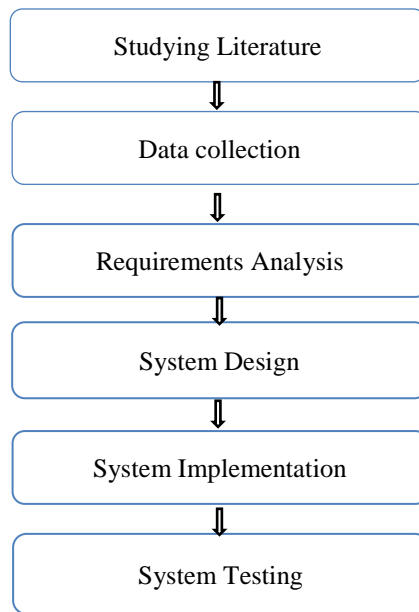 Studying Literature
Data collection
Requirements Analysis
System Design
System Implementation
System Testing